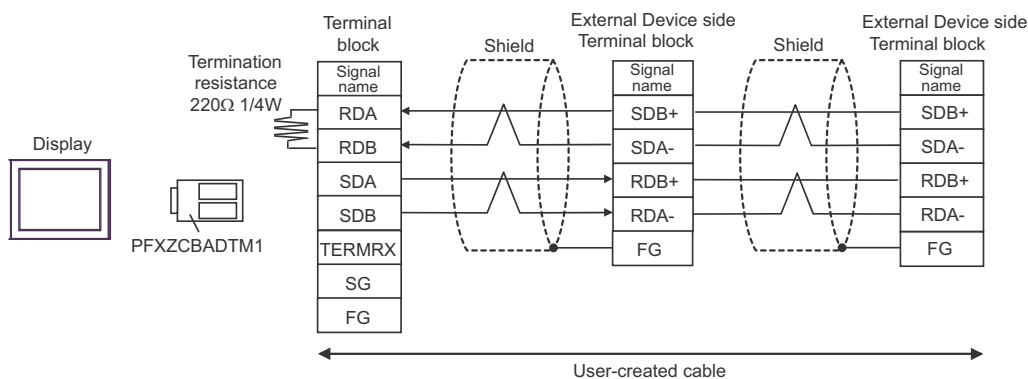 Terminal
block
Shield
External Device side
Terminal block
Shield
External Device side
Terminal block
Termination
resistance
220Ω 1/4W
Display
PFXZCBADTM1
Signal
name
RDA
RDB
SDA
SDB
TERMRX
SG
FG
Signal
name
SDB+
SDA-
RDB+
RDA-
FG
Signal
name
SDB+
SDA-
RDB+
RDA-
FG
User-created cable